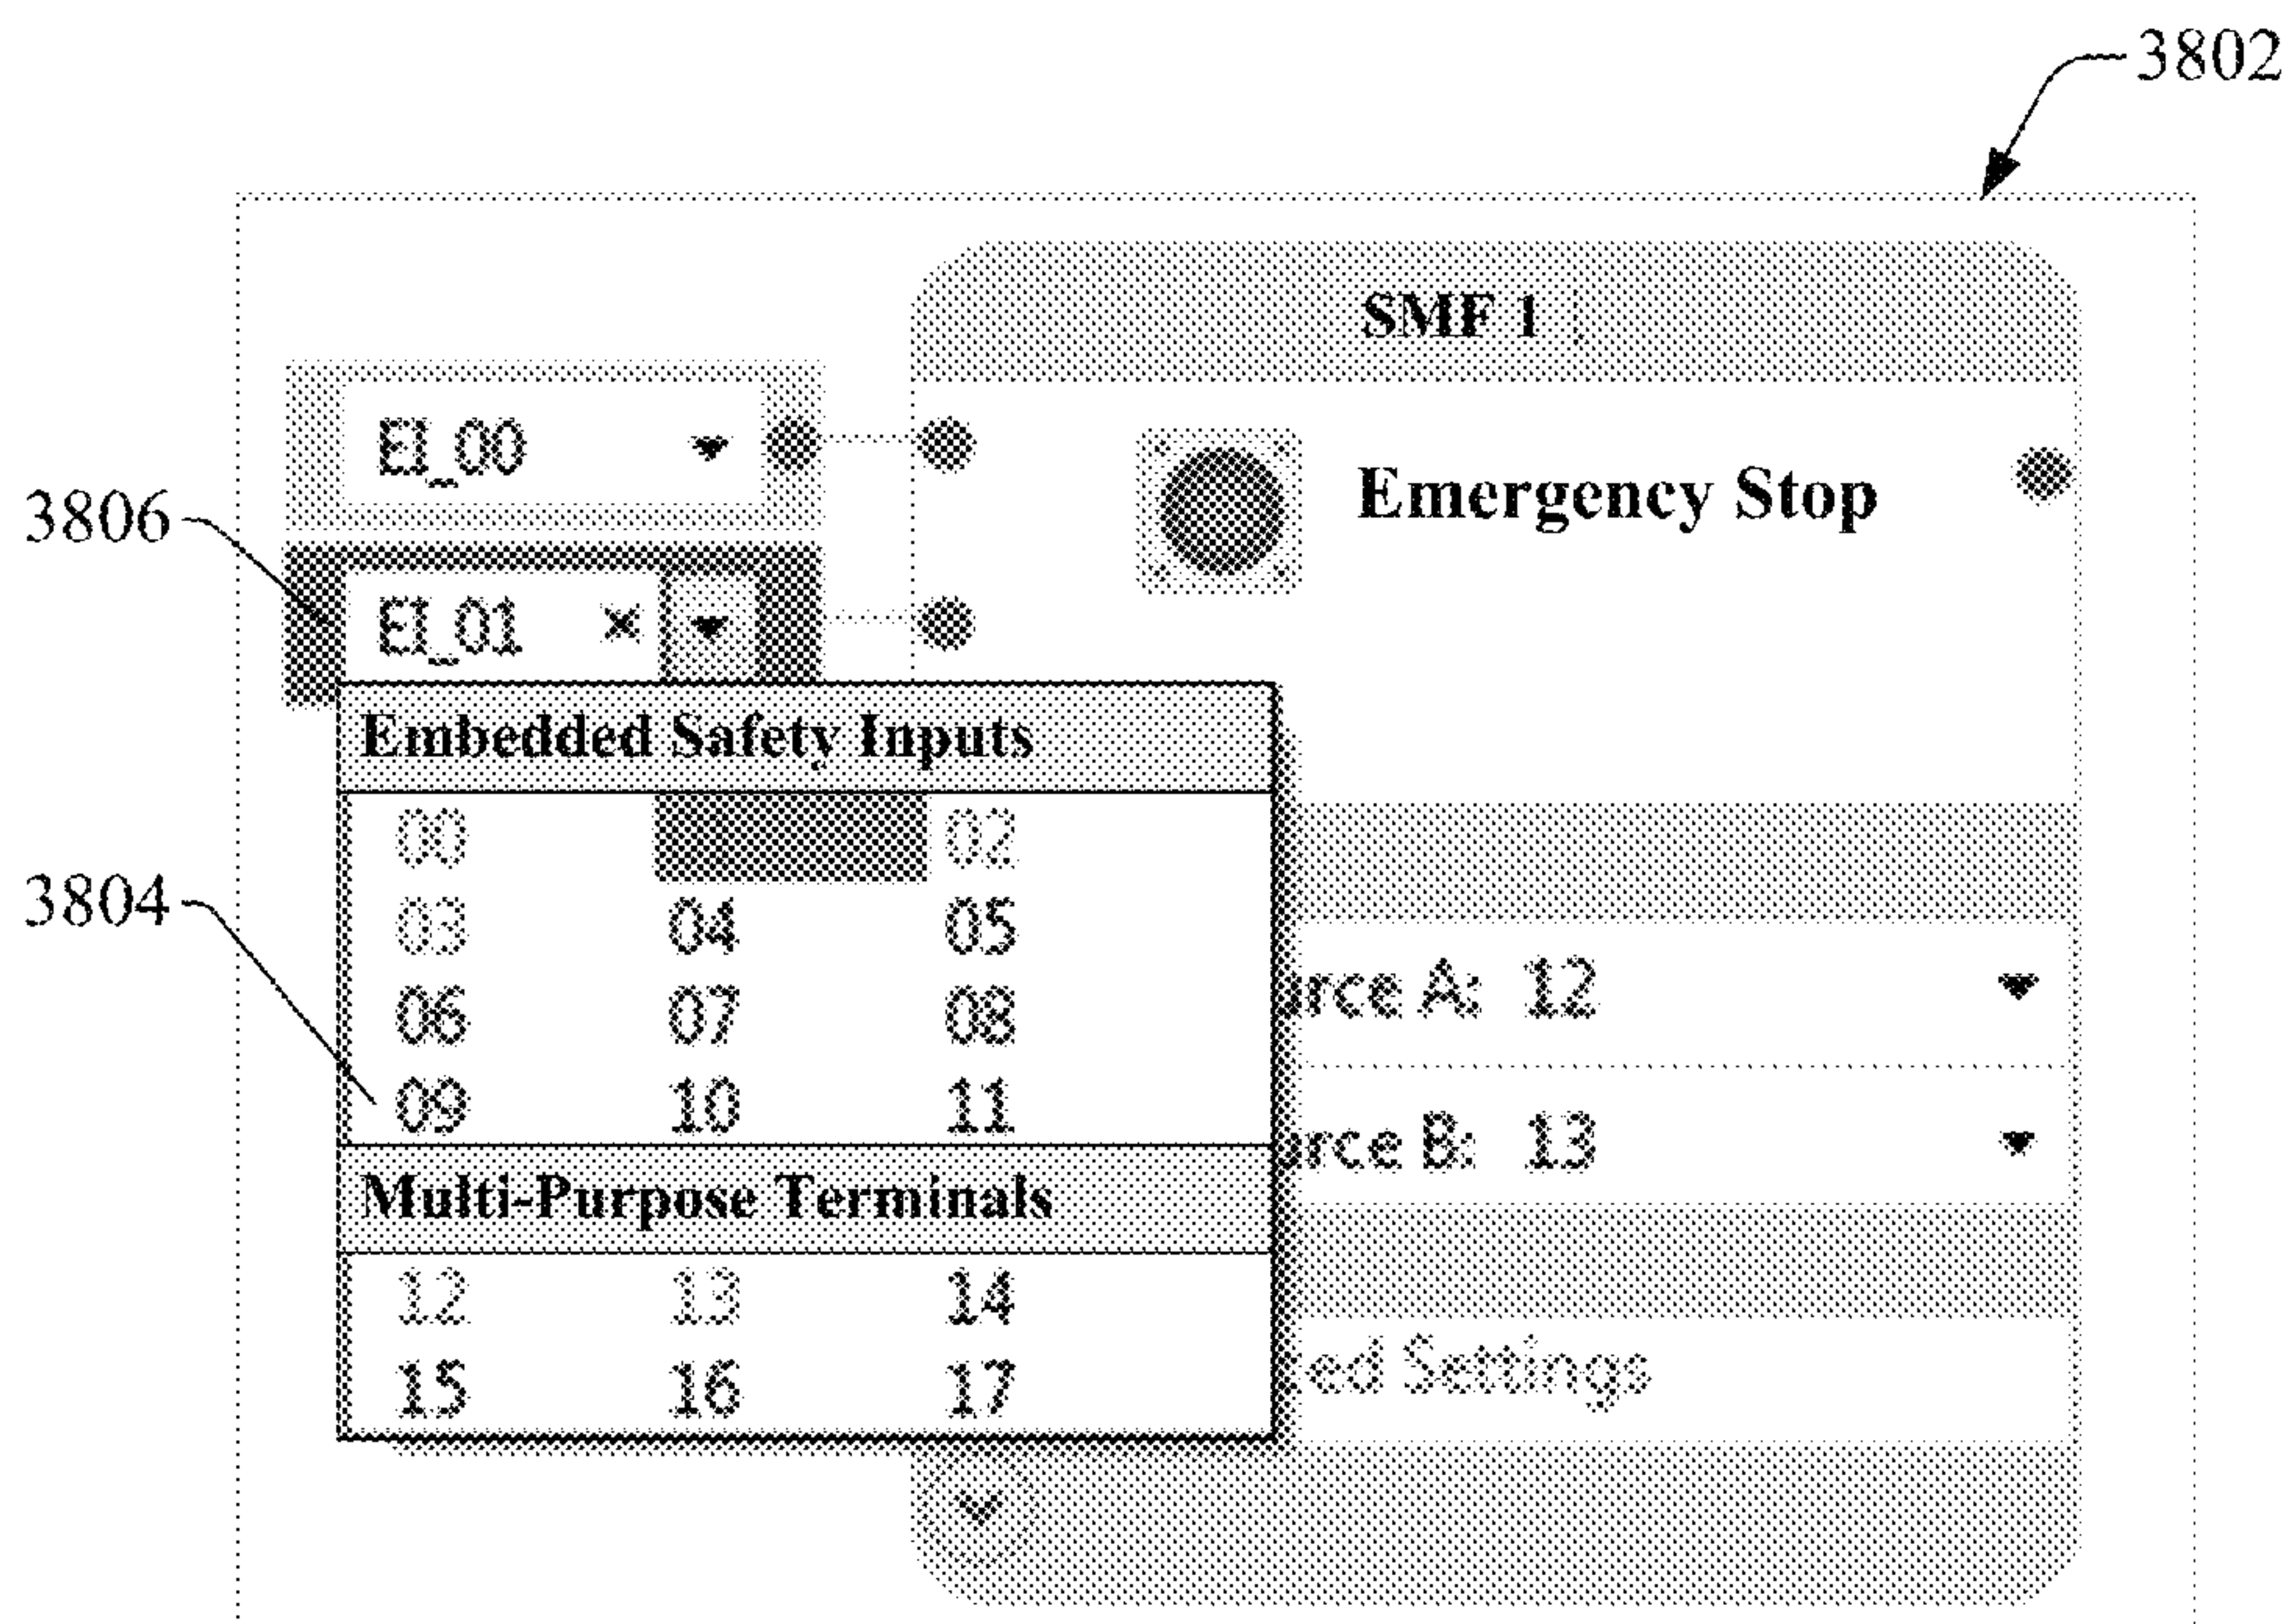 3802
SMF 1
EI_00
Emergency Stop
3806
EI_01 ×
Embedded Safety Inputs
00 02
3804
03 04 05
06 07 08
09 10 11
rce A: 12
rce B: 13
Multi-Purpose Terminals
12 13 14
15 16 17
ed Settings